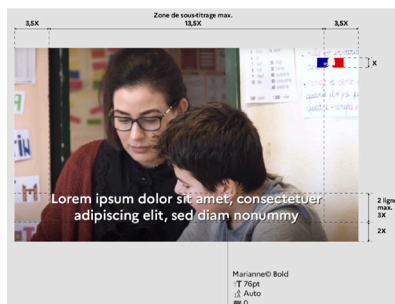 Zone de sous-titrage max.
3,5X 13,5X 3,5X
X
Lorem ipsum dolor sit amet, consectetuer
adipiscing elit, sed diam nonummy
2 ligne
max.
3X
2X
Marianne© Bold
76pt
Auto
0